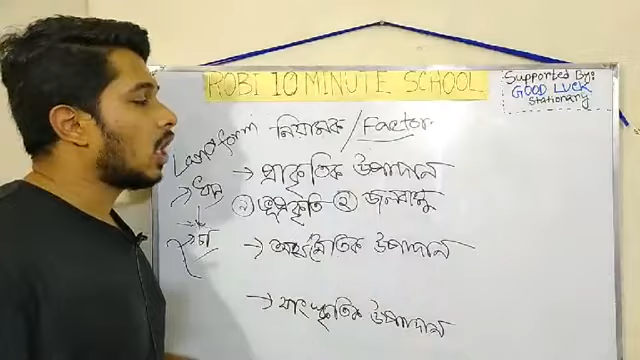 ROBI 10 MINUTE SCHOOL
Supported By:
GOOD LUCK
Stationary
Landform
নিয়ামক / Factor
→ প্রাকৃতিক উপাদান
① ভূপ্রকৃতি ② জলবায়ু
→ ধান
→ চা
→ অর্থনৈতিক উপাদান
→ সাংস্কৃতিক উপাদান